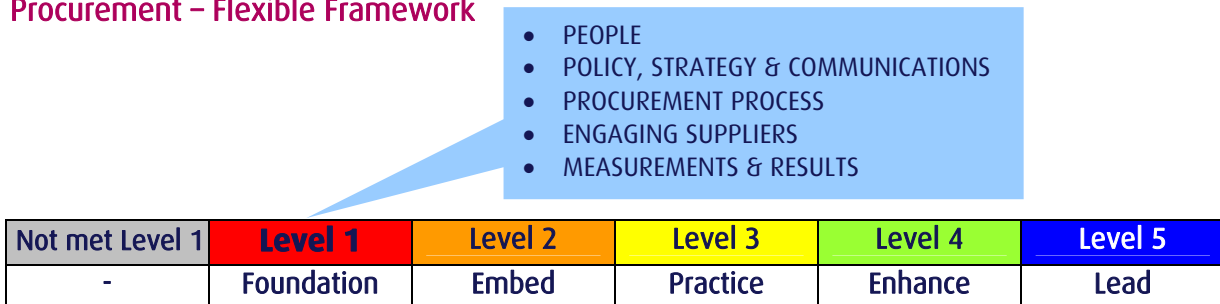 Procurement – Flexible Framework
• PEOPLE
• POLICY, STRATEGY & COMMUNICATIONS
• PROCUREMENT PROCESS
• ENGAGING SUPPLIERS
• MEASUREMENTS & RESULTS
Not met Level 1 Level 1 Level 2 Level 3 Level 4 Level 5
- Foundation Embed Practice Enhance Lead